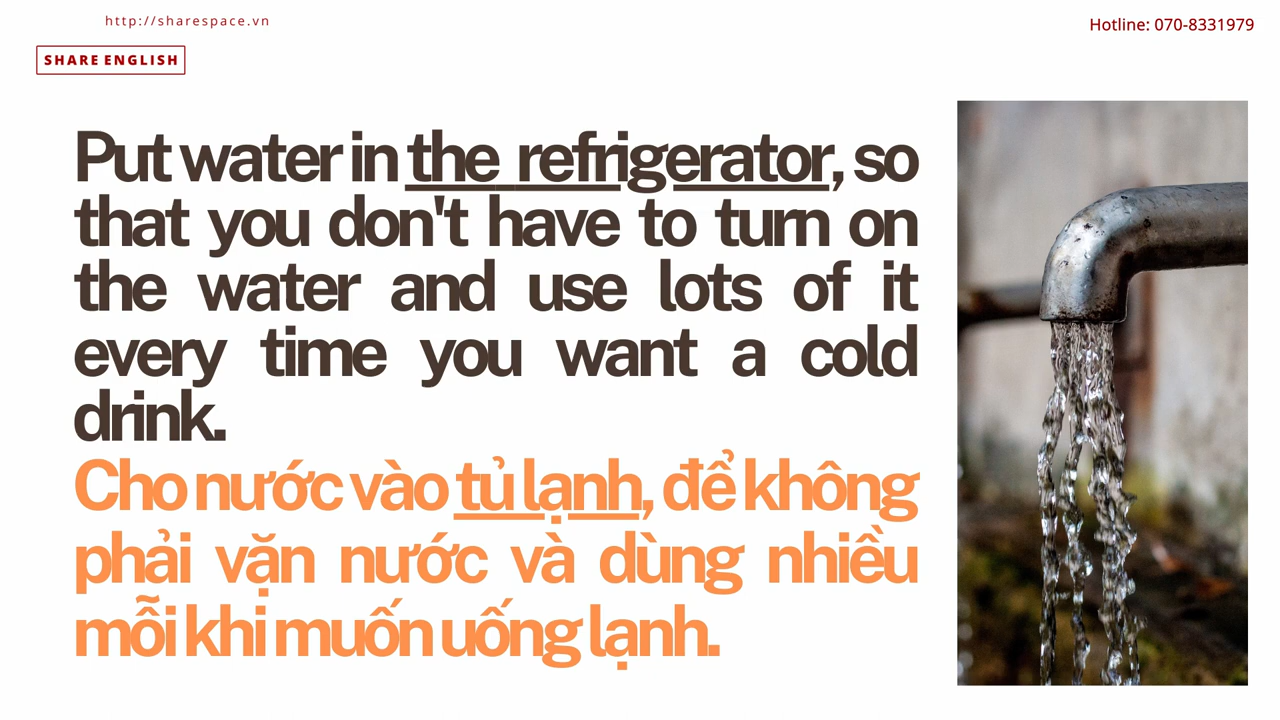 http://sharespace.vn
Hotline: 070-8331979
SHARE ENGLISH
Put water in the refrigerator, so
that you don't have to turn on
the water and use lots of it
every time you want a cold
drink.
Cho nước vào tủ lạnh, để không
phải vặn nước và dùng nhiều
mỗi khi muốn uống lạnh.